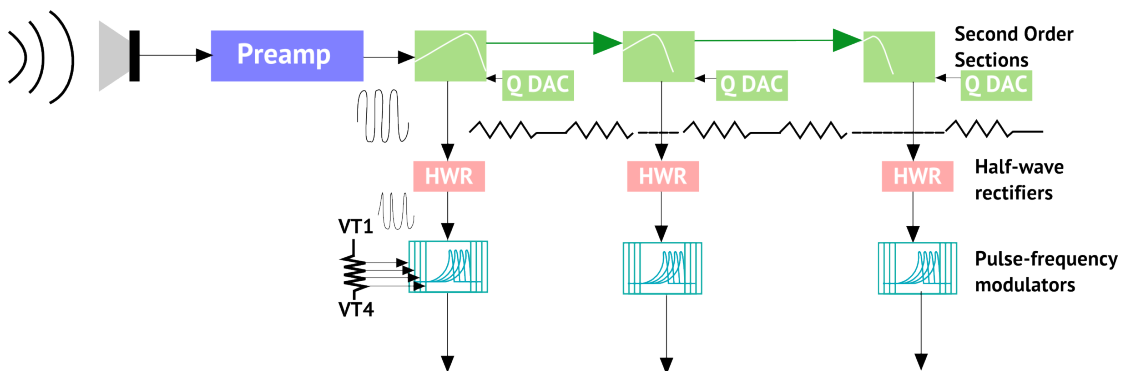 Preamp
Second Order
Sections
Q DAC
Q DAC
Q DAC
HWR
HWR
HWR
Half-wave
rectifiers
VT1
VT4
Pulse-frequency
modulators